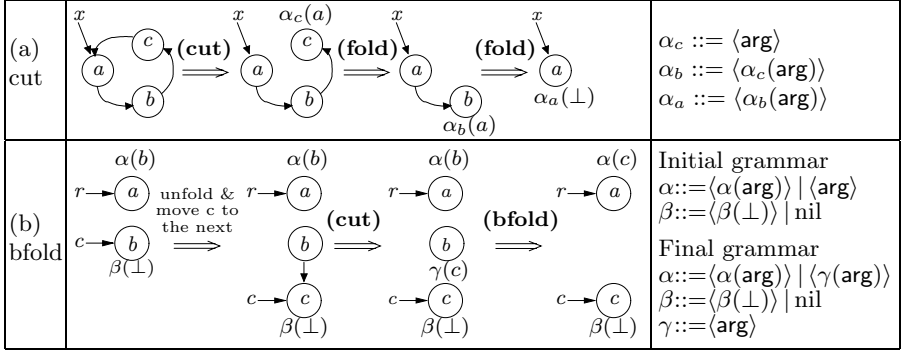 (a)
cut
x
a
c
b
(cut)
x
α_c(a)
a
c
b
(fold)
x
a
b
α_b(a)
(fold)
x
a
α_a(⊥)
α_c ::= ⟨arg⟩
α_b ::= ⟨α_c(arg)⟩
α_a ::= ⟨α_b(arg)⟩
(b)
bfold
α(b)
r a
c b
β(⊥)
unfold &
move c to
the next
α(b)
r a
b
c c
β(⊥)
(cut)
α(b)
r a
b
γ(c)
c c
β(⊥)
(bfold)
α(c)
r a
c c
β(⊥)
Initial grammar
α::=⟨α(arg)⟩ | ⟨arg⟩
β::=⟨β(⊥)⟩ | nil
Final grammar
α::=⟨α(arg)⟩ | ⟨γ(arg)⟩
β::=⟨β(⊥)⟩ | nil
γ::=⟨arg⟩